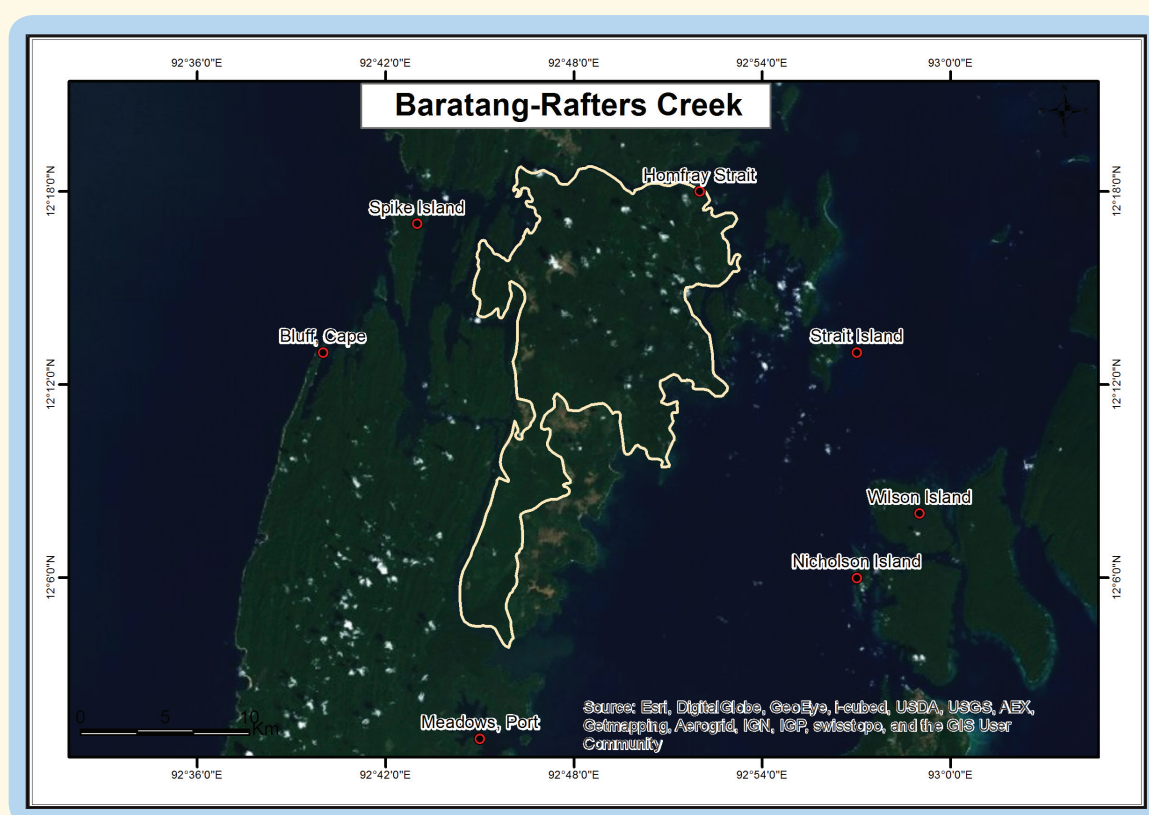 92°36'0"E 92°42'0"E 92°48'0"E 92°54'0"E 93°0'0"E
Baratang-Rafters Creek
12°18'0"N 12°18'0"N
Homfray Strait
Spike Island
Bluff, Cape
Strait Island
12°12'0"N 12°12'0"N
Wilson Island
Nicholson Island
12°6'0"N 12°6'0"N
0 5 10
Km
Meadows, Port
Source: Esri, DigitalGlobe, GeoEye, i-cubed, USDA, USGS, AEX,
Getmapping, Aerogrid, IGN, IGP, swisstopo, and the GIS User
Community
92°36'0"E 92°42'0"E 92°48'0"E 92°54'0"E 93°0'0"E